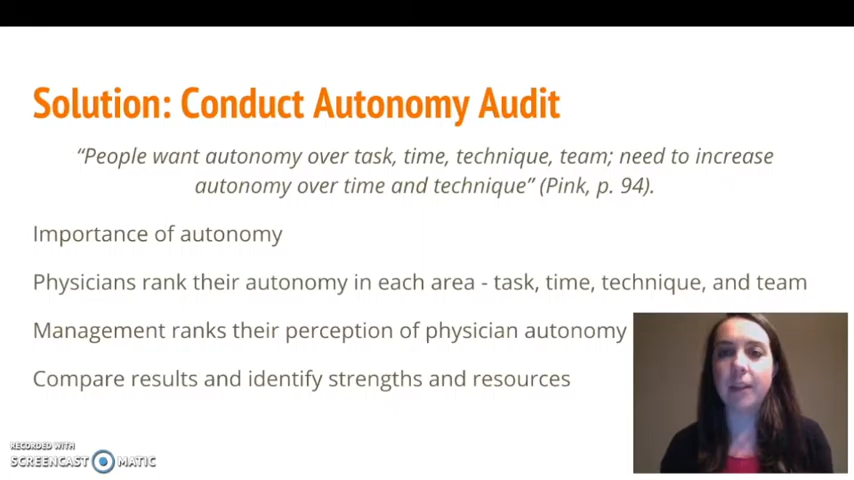 Solution: Conduct Autonomy Audit
“People want autonomy over task, time, technique, team; need to increase
autonomy over time and technique” (Pink, p. 94).
Importance of autonomy
Physicians rank their autonomy in each area - task, time, technique, and team
Management ranks their perception of physician autonomy
Compare results and identify strengths and resources
RECORDED WITH
SCREENCAST MATIC